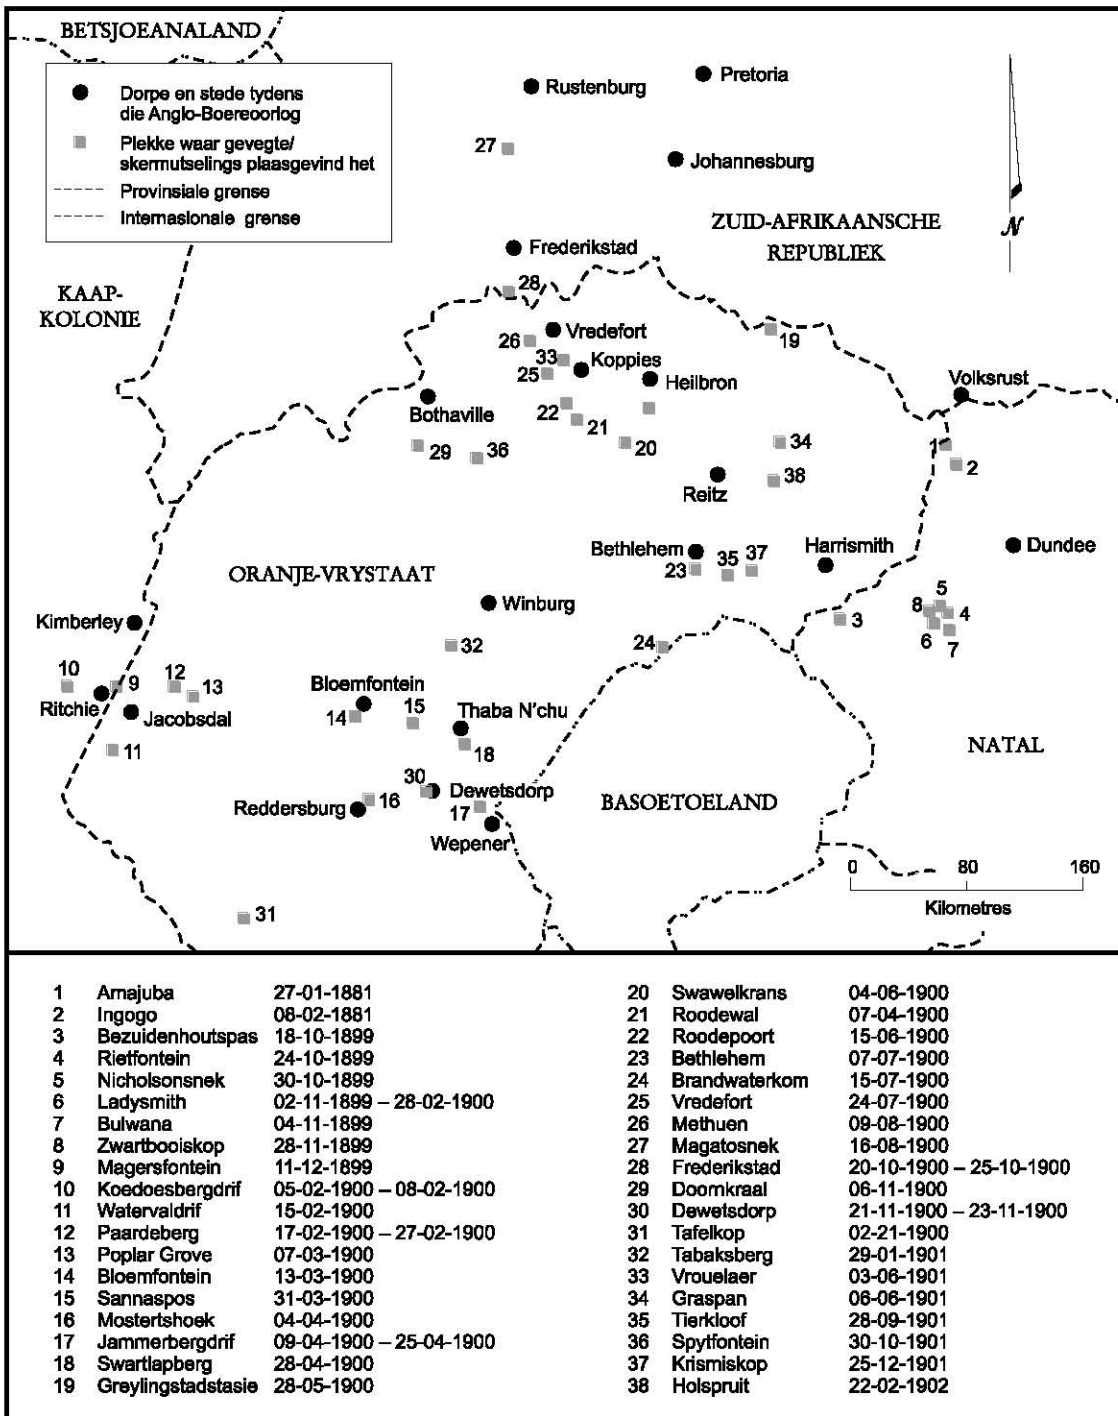 BETSJOEANALAND
Dorpe en stede tydens
die Anglo-Boereoorlog
Plekke waar gevegte/
skermutselings plaasgevind het
Provinsiale grense
Internasionale grense
Rustenburg
Pretoria
27
Johannesburg
ZUID-AFRIKAANSCHE
REPUBLIEK
N
Frederikstad
28
KAAP-
KOLONIE
Vredefort
26
19
33
Koppies
25
Heilbron
Volksrust
22
21
Bothaville
20
34
1
29
36
2
38
Reitz
Bethlehem
23
35
37
Harrismith
Dundee
ORANJE-VRYSTAAT
Winburg
5
8
4
3
6
7
Kimberley
32
24
10
9
12
13
Ritchie
Jacobsdal
Bloemfontein
14
15
Thaba N'chu
18
11
NATAL
30
Dewetsdorp
Reddersburg
16
17
Wepener
BASOETOELAND
0 80 160
Kilometres
31
1 Amajuba 27-01-1881
2 Ingogo 08-02-1881
3 Bezuidenhoutspas 18-10-1899
4 Rietfontein 24-10-1899
5 Nicholsonsnek 30-10-1899
6 Ladysmith 02-11-1899 – 28-02-1900
7 Bulwana 04-11-1899
8 Zwartbooiskop 28-11-1899
9 Magersfontein 11-12-1899
10 Koedoesbergdrif 05-02-1900 – 08-02-1900
11 Watervaldrif 15-02-1900
12 Paardeberg 17-02-1900 – 27-02-1900
13 Poplar Grove 07-03-1900
14 Bloemfontein 13-03-1900
15 Sannaspos 31-03-1900
16 Mostertshoek 04-04-1900
17 Jammerbergdrif 09-04-1900 – 25-04-1900
18 Swartlapberg 28-04-1900
19 Greylingstadstasie 28-05-1900
20 Swawelkrans 04-06-1900
21 Roodewal 07-04-1900
22 Roodepoort 15-06-1900
23 Bethlehem 07-07-1900
24 Brandwaterkom 15-07-1900
25 Vredefort 24-07-1900
26 Methuen 09-08-1900
27 Magatosnek 16-08-1900
28 Frederikstad 20-10-1900 – 25-10-1900
29 Doornkraal 06-11-1900
30 Dewetsdorp 21-11-1900 – 23-11-1900
31 Tafelkop 02-21-1900
32 Tabaksberg 29-01-1901
33 Vrouelaer 03-06-1901
34 Graspan 06-06-1901
35 Tierkloof 28-09-1901
36 Spytfontein 30-10-1901
37 Krismiskop 25-12-1901
38 Holspruit 22-02-1902